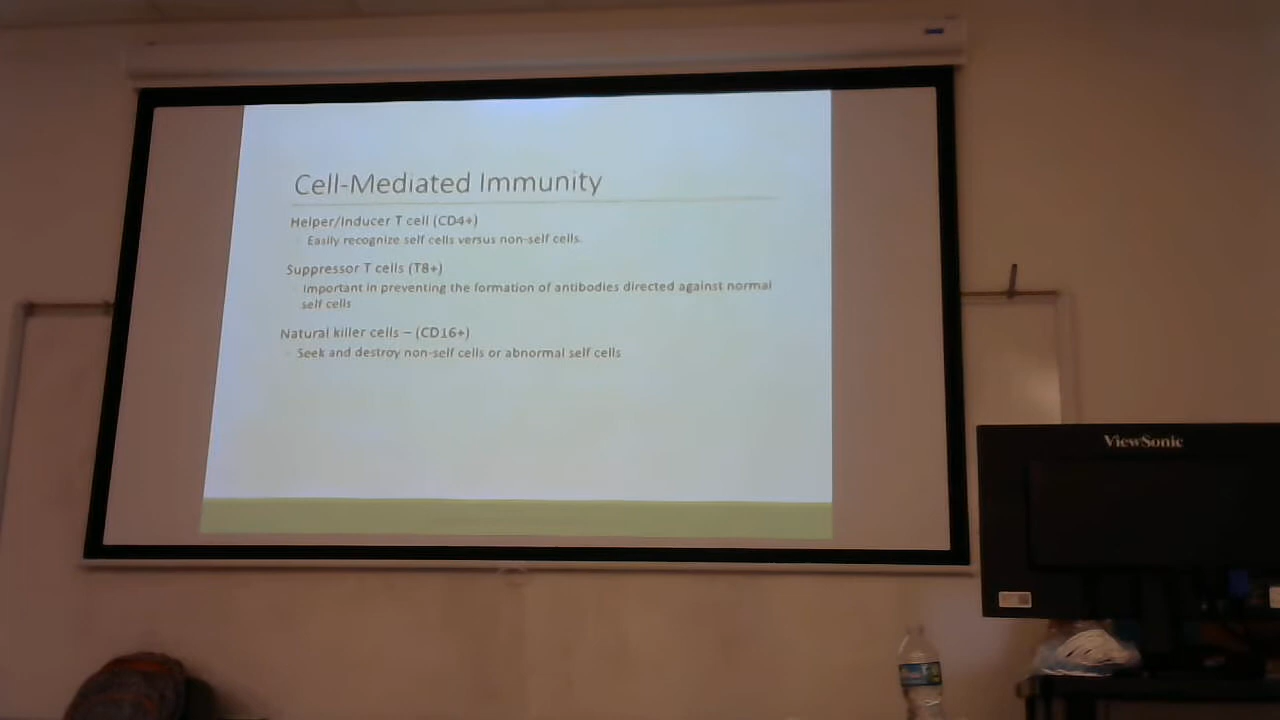 Cell-Mediated Immunity
Helper/inducer T cell (CD4+)
Easily recognize self cells versus non-self cells.
Suppressor T cells (T8+)
Important in preventing the formation of antibodies directed against normal
self cells
Natural killer cells – (CD16+)
Seek and destroy non-self cells or abnormal self cells
ViewSonic